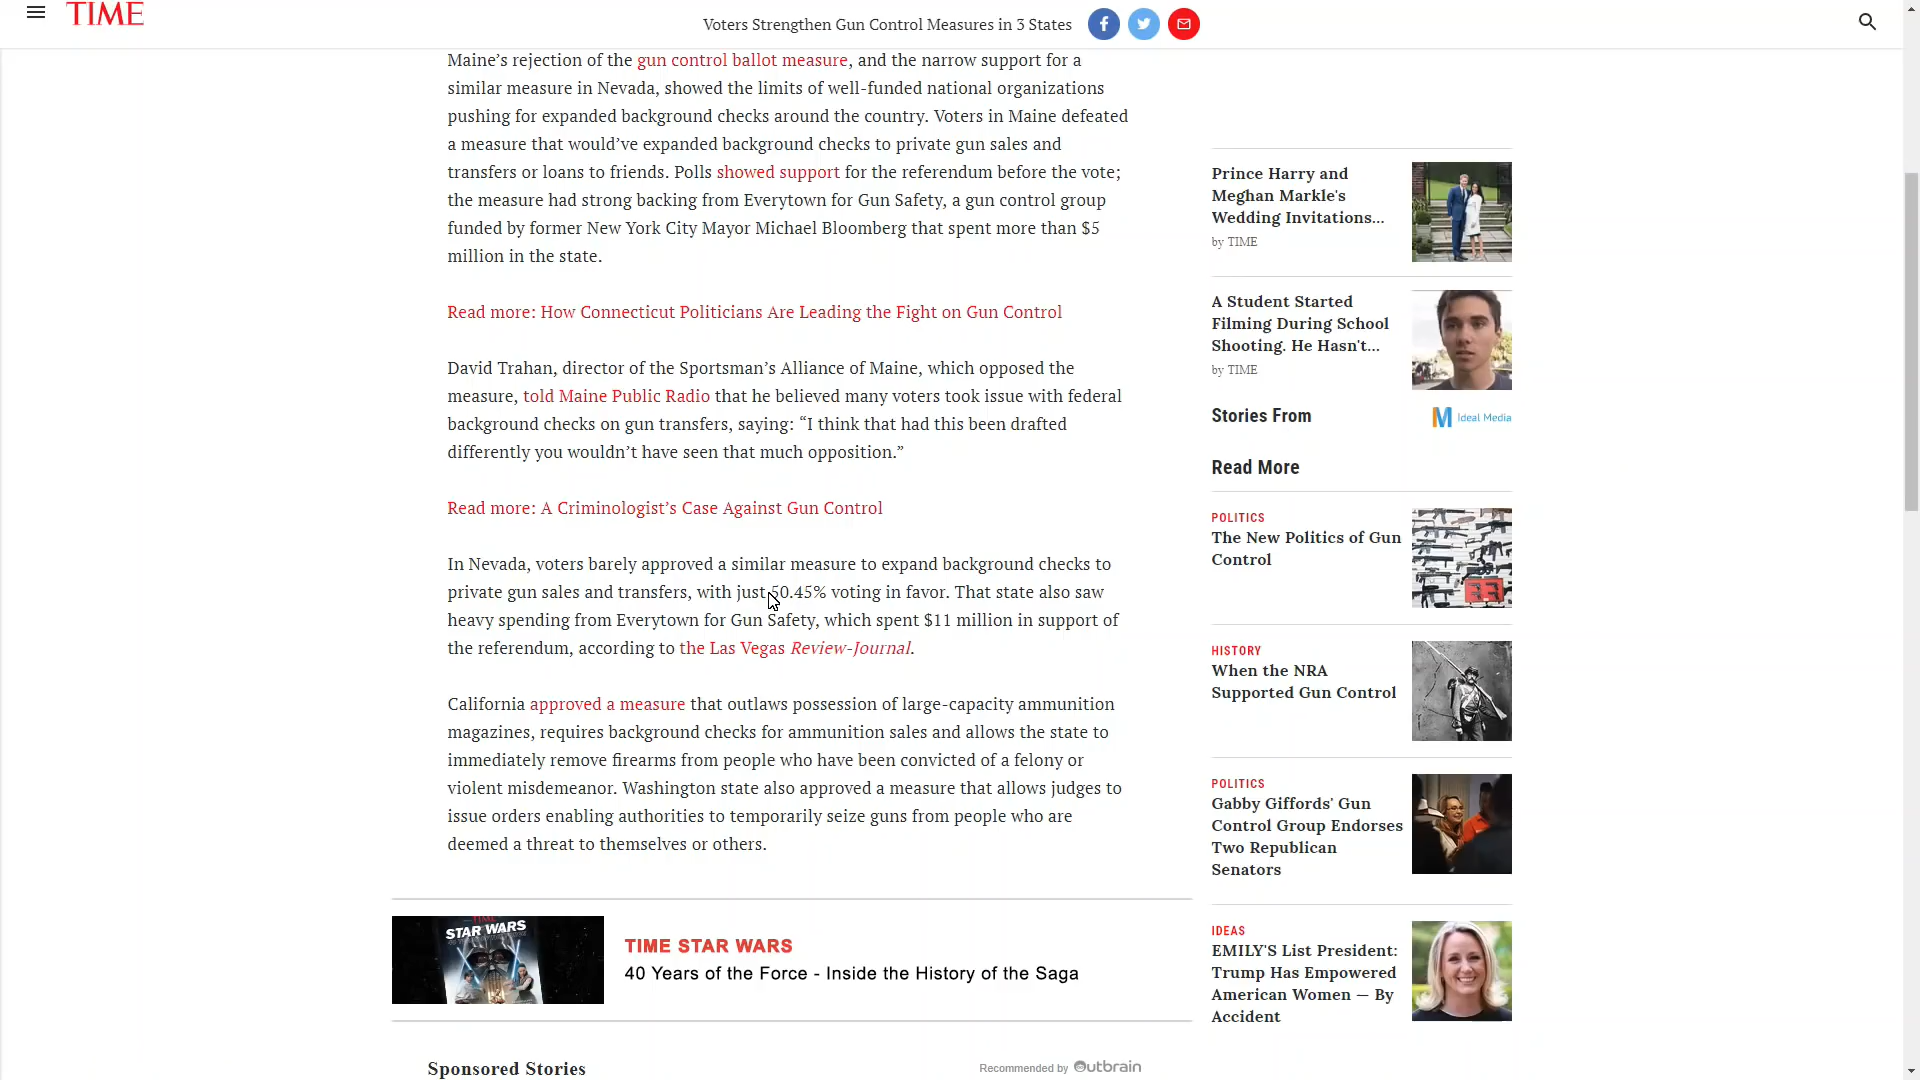 TIME
Voters Strengthen Gun Control Measures in 3 States
Maine’s rejection of the gun control ballot measure, and the narrow support for a
similar measure in Nevada, showed the limits of well-funded national organizations
pushing for expanded background checks around the country. Voters in Maine defeated
a measure that would’ve expanded background checks to private gun sales and
transfers or loans to friends. Polls showed support for the referendum before the vote;
the measure had strong backing from Everytown for Gun Safety, a gun control group
funded by former New York City Mayor Michael Bloomberg that spent more than $5
million in the state.
Read more: How Connecticut Politicians Are Leading the Fight on Gun Control
David Trahan, director of the Sportsman’s Alliance of Maine, which opposed the
measure, told Maine Public Radio that he believed many voters took issue with federal
background checks on gun transfers, saying: “I think that had this been drafted
differently you wouldn’t have seen that much opposition.”
Read more: A Criminologist’s Case Against Gun Control
In Nevada, voters barely approved a similar measure to expand background checks to
private gun sales and transfers, with just 50.45% voting in favor. That state also saw
heavy spending from Everytown for Gun Safety, which spent $11 million in support of
the referendum, according to the Las Vegas Review-Journal.
California approved a measure that outlaws possession of large-capacity ammunition
magazines, requires background checks for ammunition sales and allows the state to
immediately remove firearms from people who have been convicted of a felony or
violent misdemeanor. Washington state also approved a measure that allows judges to
issue orders enabling authorities to temporarily seize guns from people who are
deemed a threat to themselves or others.
TIME
STAR WARS
TIME STAR WARS
40 Years of the Force - Inside the History of the Saga
Sponsored Stories
Recommended by Outbrain
Prince Harry and
Meghan Markle's
Wedding Invitations...
by TIME
A Student Started
Filming During School
Shooting. He Hasn't...
by TIME
Stories From
Ideal Media
Read More
POLITICS
The New Politics of Gun
Control
HISTORY
When the NRA
Supported Gun Control
POLITICS
Gabby Giffords' Gun
Control Group Endorses
Two Republican
Senators
IDEAS
EMILY'S List President:
Trump Has Empowered
American Women — By
Accident